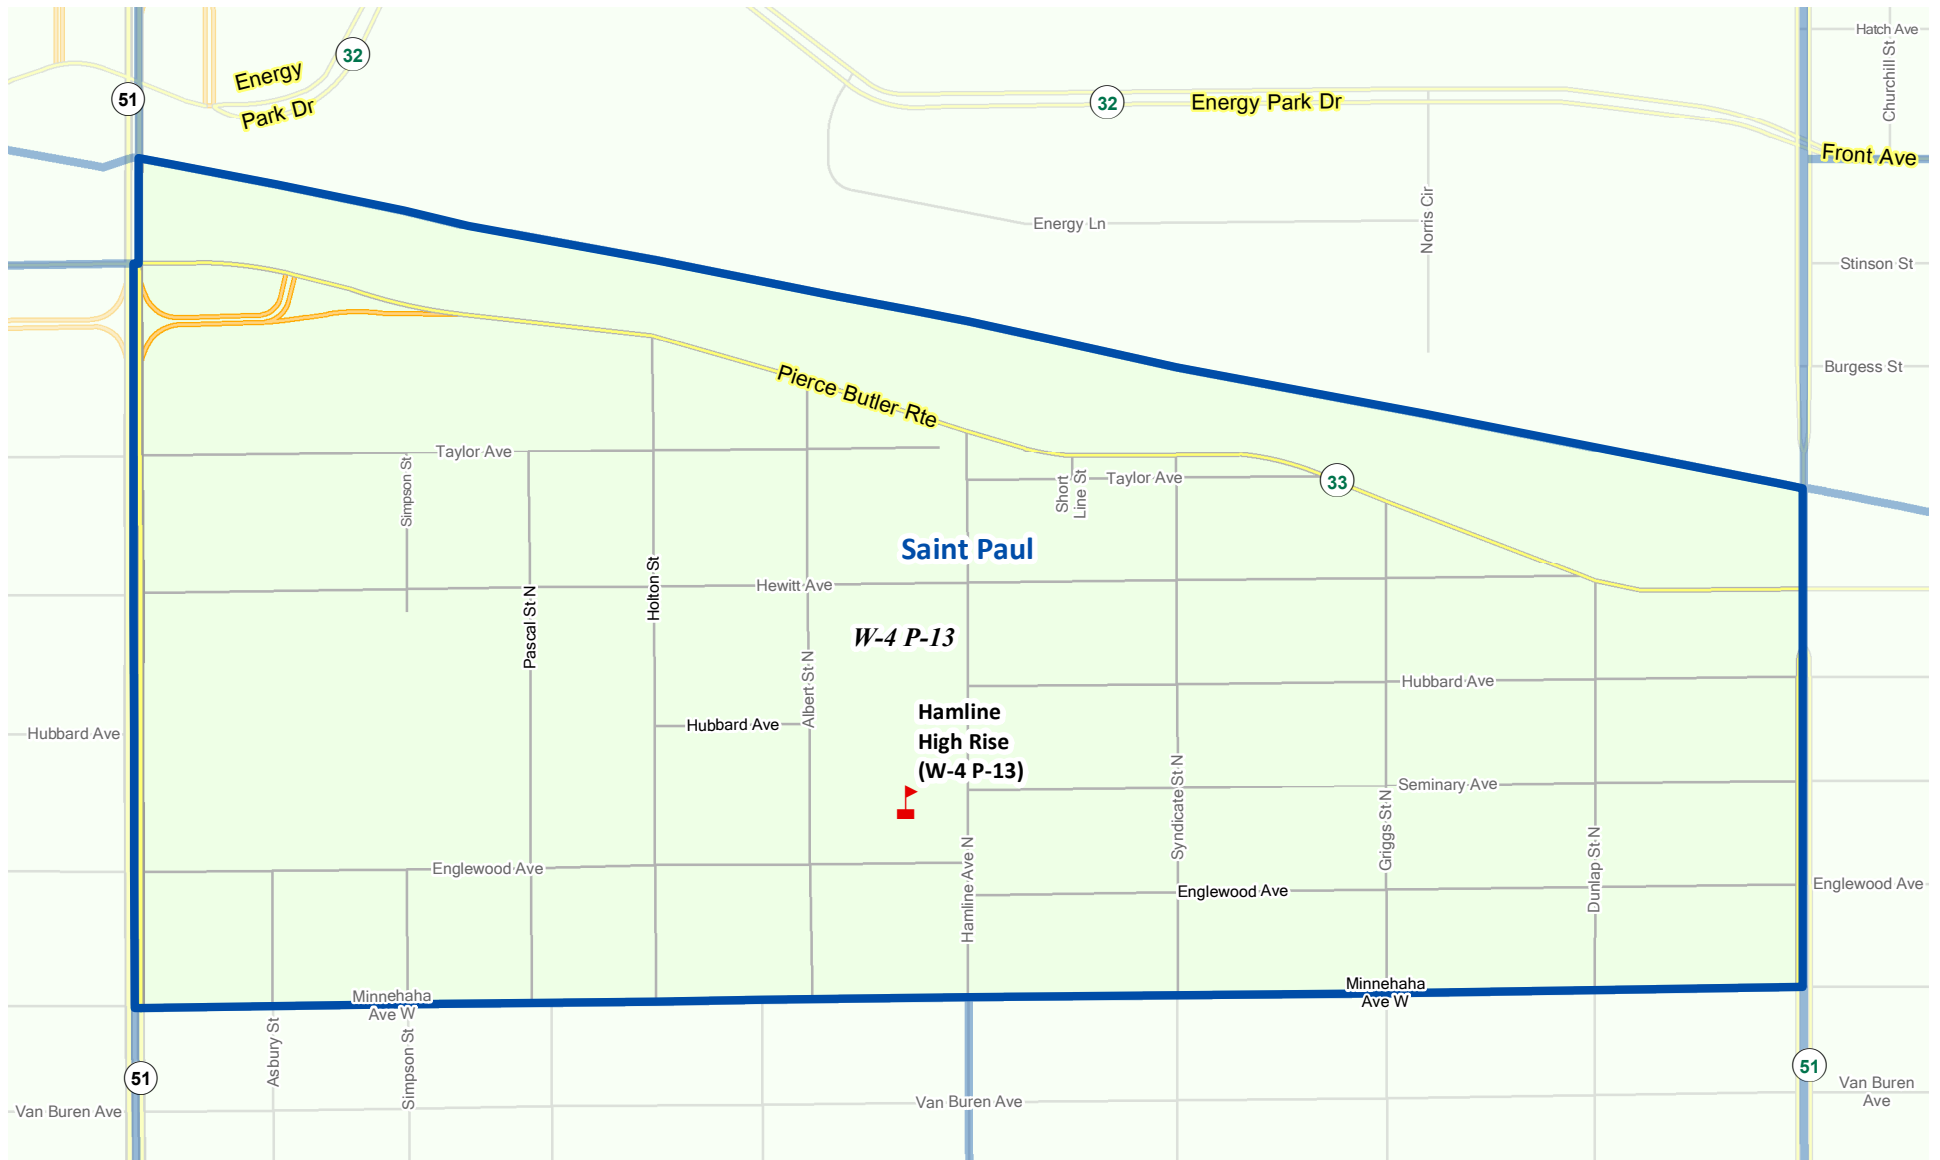 Hatch Ave
Churchill St
32
Energy
Park Dr
51
32
Energy Park Dr
Front Ave
Norris Cir
Energy Ln
Stinson St
Burgess St
Pierce Butler Rte
Taylor Ave
Simpson St
Short
Line St
Taylor Ave
33
Saint Paul
Holton St
Pascal St N
Hewitt Ave
W-4 P-13
Albert St N
Hubbard Ave
Hubbard Ave
Hubbard Ave
Hamline
High Rise
(W-4 P-13)
Syndicate St N
Seminary Ave
Griggs St N
Dunlap St N
Hamline Ave N
Englewood Ave
Englewood Ave
Englewood Ave
Minnehaha
Ave W
Minnehaha
Ave W
Asbury St
Simpson St
51
51
Van Buren Ave
Van Buren Ave
Van Buren
Ave